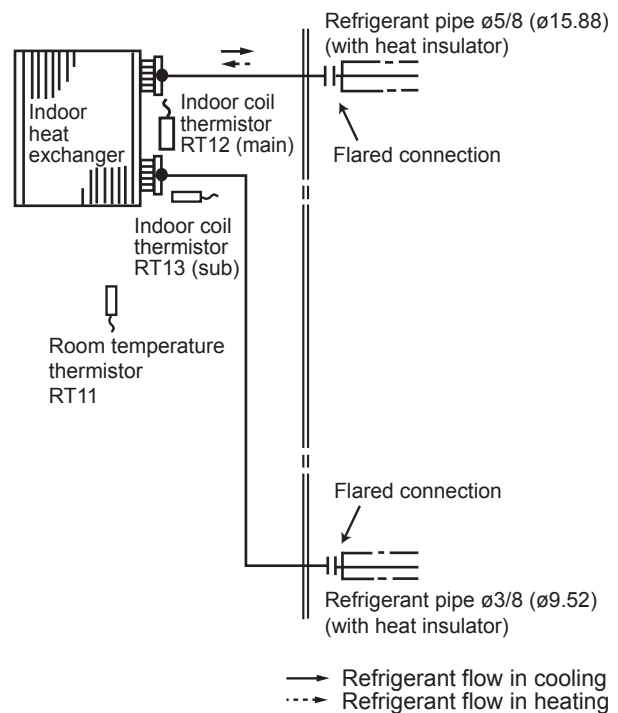 Refrigerant pipe ø5/8 (ø15.88)
(with heat insulator)
Indoor
heat
exchanger
Indoor coil
thermistor
RT12 (main)
Flared connection
Indoor coil
thermistor
RT13 (sub)
Room temperature
thermistor
RT11
Flared connection
Refrigerant pipe ø3/8 (ø9.52)
(with heat insulator)
Refrigerant flow in cooling
Refrigerant flow in heating